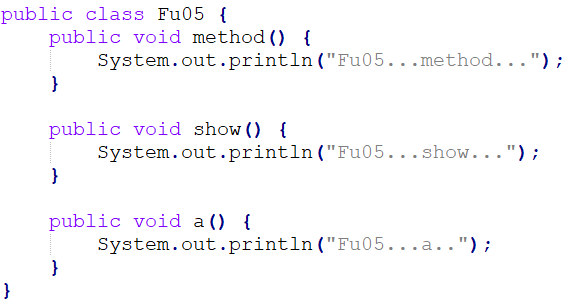 public class Fu05 {
    public void method() {
        System.out.println("Fu05...method...");
    }

    public void show() {
        System.out.println("Fu05...show...");
    }

    public void a() {
        System.out.println("Fu05...a..");
    }
}